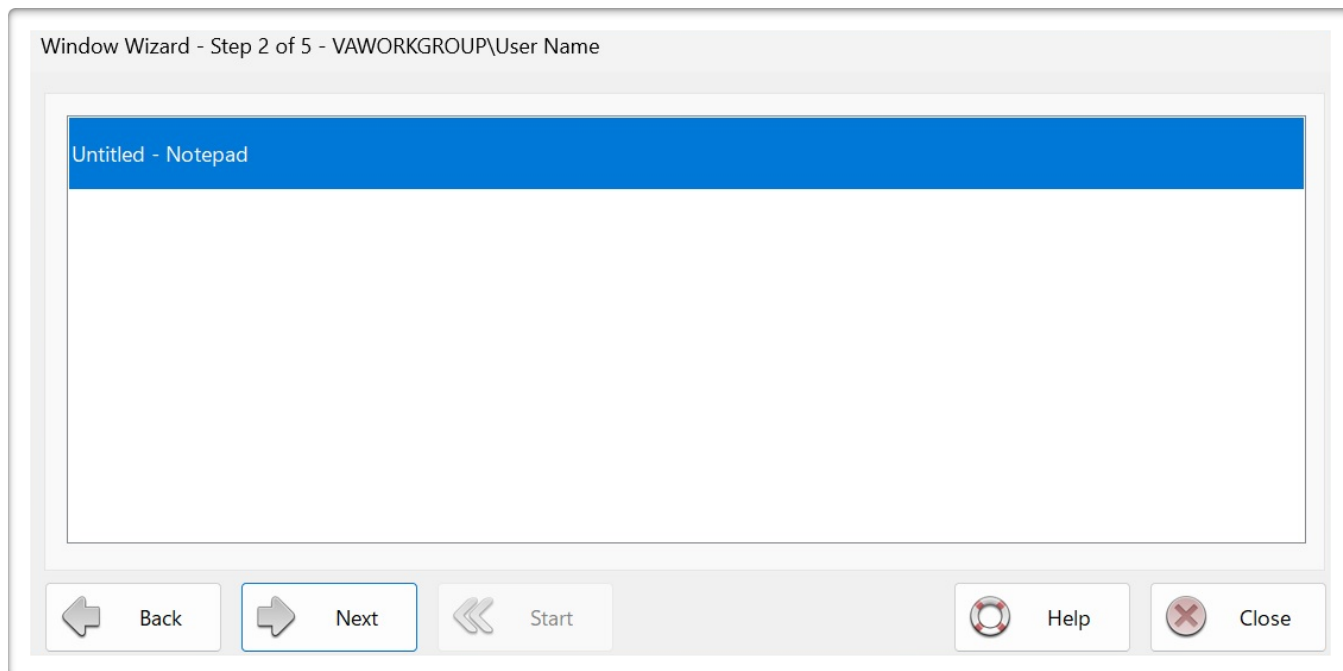 Window Wizard - Step 2 of 5 - VAWORKGROUP\User Name
Untitled - Notepad
Back Next Start Help Close